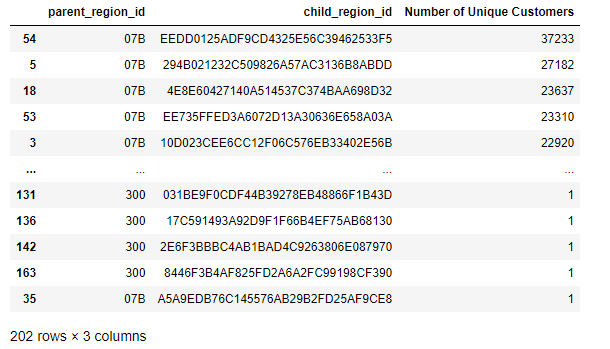 parent_region_id child_region_id Number of Unique Customers
54 07B EEDD0125ADF9CD4325E56C39462533F5 37233
5 07B 294B021232C509826A57AC3136B8ABDD 27182
18 07B 4E8E60427140A514537C374BAA698D32 23637
53 07B EE735FFED3A6072D13A30636E658A03A 23310
3 07B 10D023CEE6CC12F06C576EB33402E56B 22920
... ... ... ...
131 300 031BE9F0CDF44B39278EB48866F1B43D 1
136 300 17C591493A92D9F1F66B4EF75AB68130 1
142 300 2E6F3BBBC4AB1BAD4C9263806E087970 1
163 300 8446F3B4AF825FD2A6A2FC99198CF390 1
35 07B A5A9EDB76C145576AB29B2FD25AF9CE8 1
202 rows × 3 columns